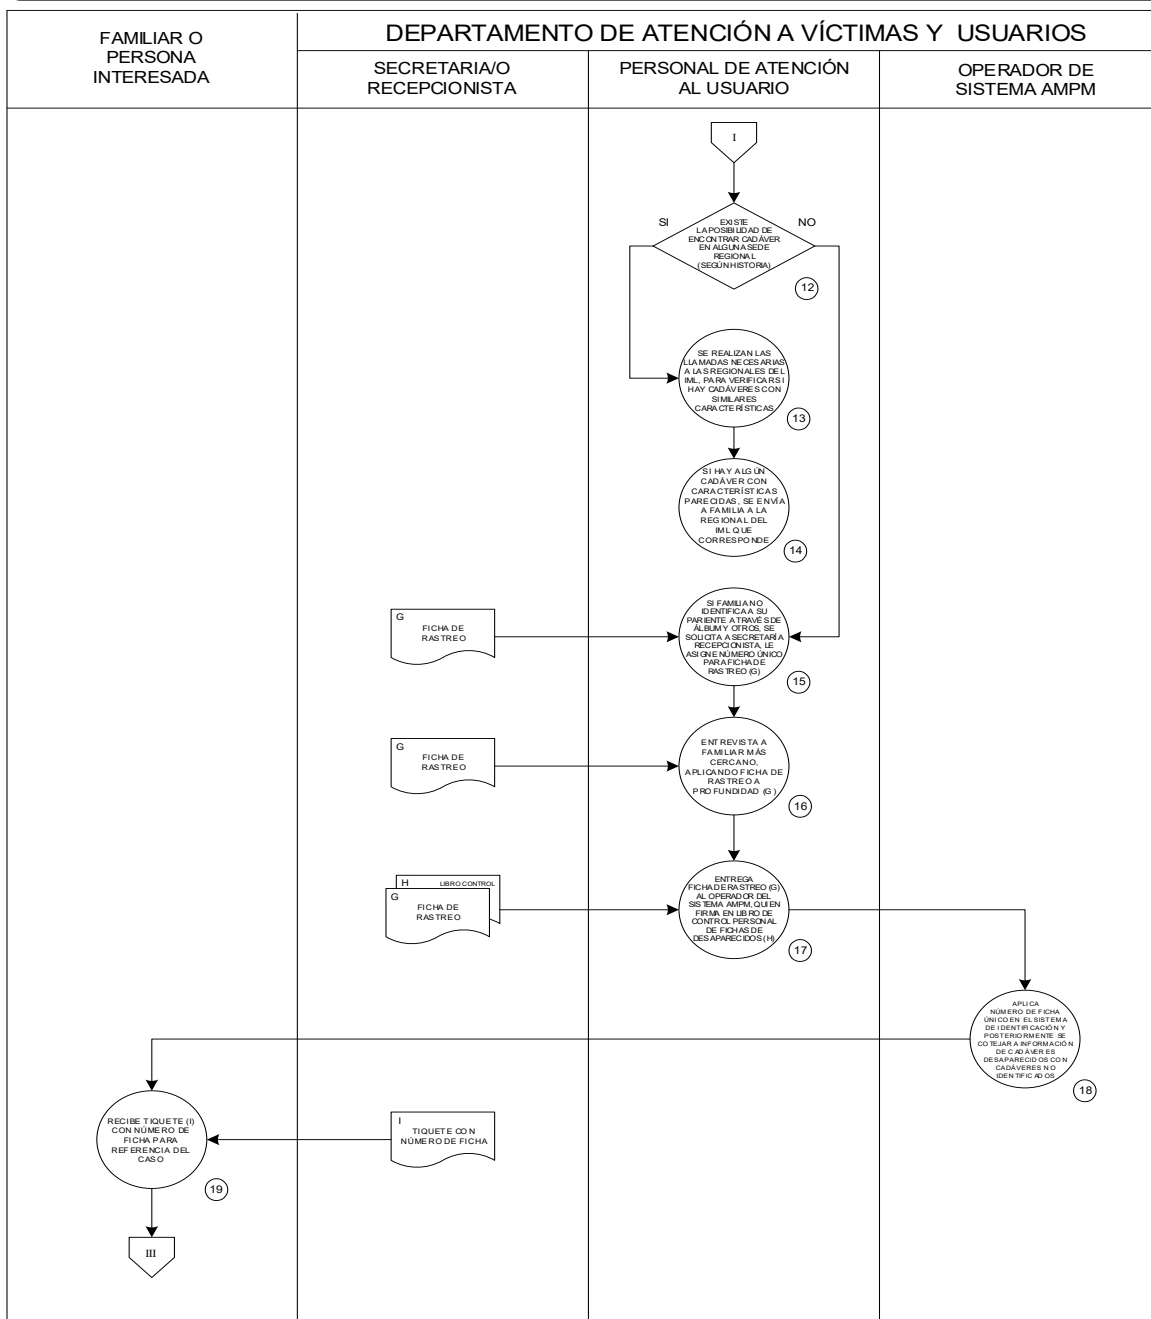 FAMILIAR O
PERSONA
INTERESADA
DEPARTAMENTO DE ATENCIÓN A VÍCTIMAS Y USUARIOS
SECRETARIA/O
RECEPCIONISTA
PERSONAL DE ATENCIÓN
AL USUARIO
OPERADOR DE
SISTEMA AMPM
I
SI
NO
EXISTE
LA POSIBILIDAD DE
ENCONTRAR CADÁVER
EN ALGUNA SEDE
REGIONAL
(SEGÚN HISTORIA)
12
SE REALIZAN LAS
LLAMADAS NECESARIAS
A LAS REGIONALES DEL
IML, PARA VERIFICAR SI
HAY CADÁVERES CON
SIMILARES
CARACTERÍSTICAS
13
SI HAY ALGÚN
CADÁVER CON
CARACTERÍSTICAS
PARECIDAS, SE ENVÍA
A FAMILIA A LA
REGIONAL DEL
IML QUE
CORRESPONDE
14
G
FICHA DE
RASTREO
SI FAMILIA NO
IDENTIFICA A SU
PARIENTE A TRAVÉS DE
ÁLBUM Y OTROS, SE
SOLICITA A SECRETARÍA
RECEPCIONISTA, LE
ASIGNE NÚMERO ÚNICO
PARA FICHA DE
RASTREO (G)
15
G
FICHA DE
RASTREO
ENTREVISTA A
FAMILIAR MÁS
CERCANO,
APLICANDO FICHA DE
RASTREO A
PROFUNDIDAD (G)
16
H LIBRO CONTROL
G
FICHA DE
RASTREO
ENTREGA
FICHA DE RASTREO (G)
AL OPERADOR DEL
SISTEMA AMPM, QUIEN
FIRMA EN LIBRO DE
CONTROL PERSONAL
DE FICHAS DE
DESAPARECIDOS (H)
17
APLICA
NÚMERO DE FICHA
ÚNICO EN EL SISTEMA
DE IDENTIFICACIÓN Y
POSTERIORMENTE SE
COTEJARA INFORMACIÓN
DE CADÁVERES
DESAPARECIDOS CON
CADÁVERES NO
IDENTIFICADOS
18
RECIBE TIQUETE (I)
CON NÚMERO DE
FICHA PARA
REFERENCIA DEL
CASO
19
I
TIQUETE CON
NÚMERO DE FICHA
III